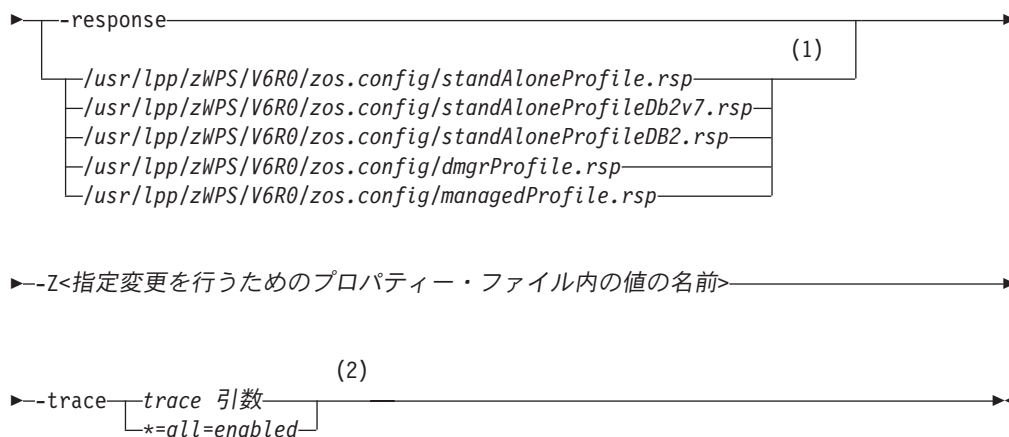 -response
(1)
/usr/lpp/zWPS/V6R0/zos.config/standAloneProfile.rsp
/usr/lpp/zWPS/V6R0/zos.config/standAloneProfileDb2v7.rsp
/usr/lpp/zWPS/V6R0/zos.config/standAloneProfileDB2.rsp
/usr/lpp/zWPS/V6R0/zos.config/dmgrProfile.rsp
/usr/lpp/zWPS/V6R0/zos.config/managedProfile.rsp
-Z<指定変更を行うためのプロパティー・ファイル内の値の名前>
(2)
-trace trace 引数
*=all=enabled